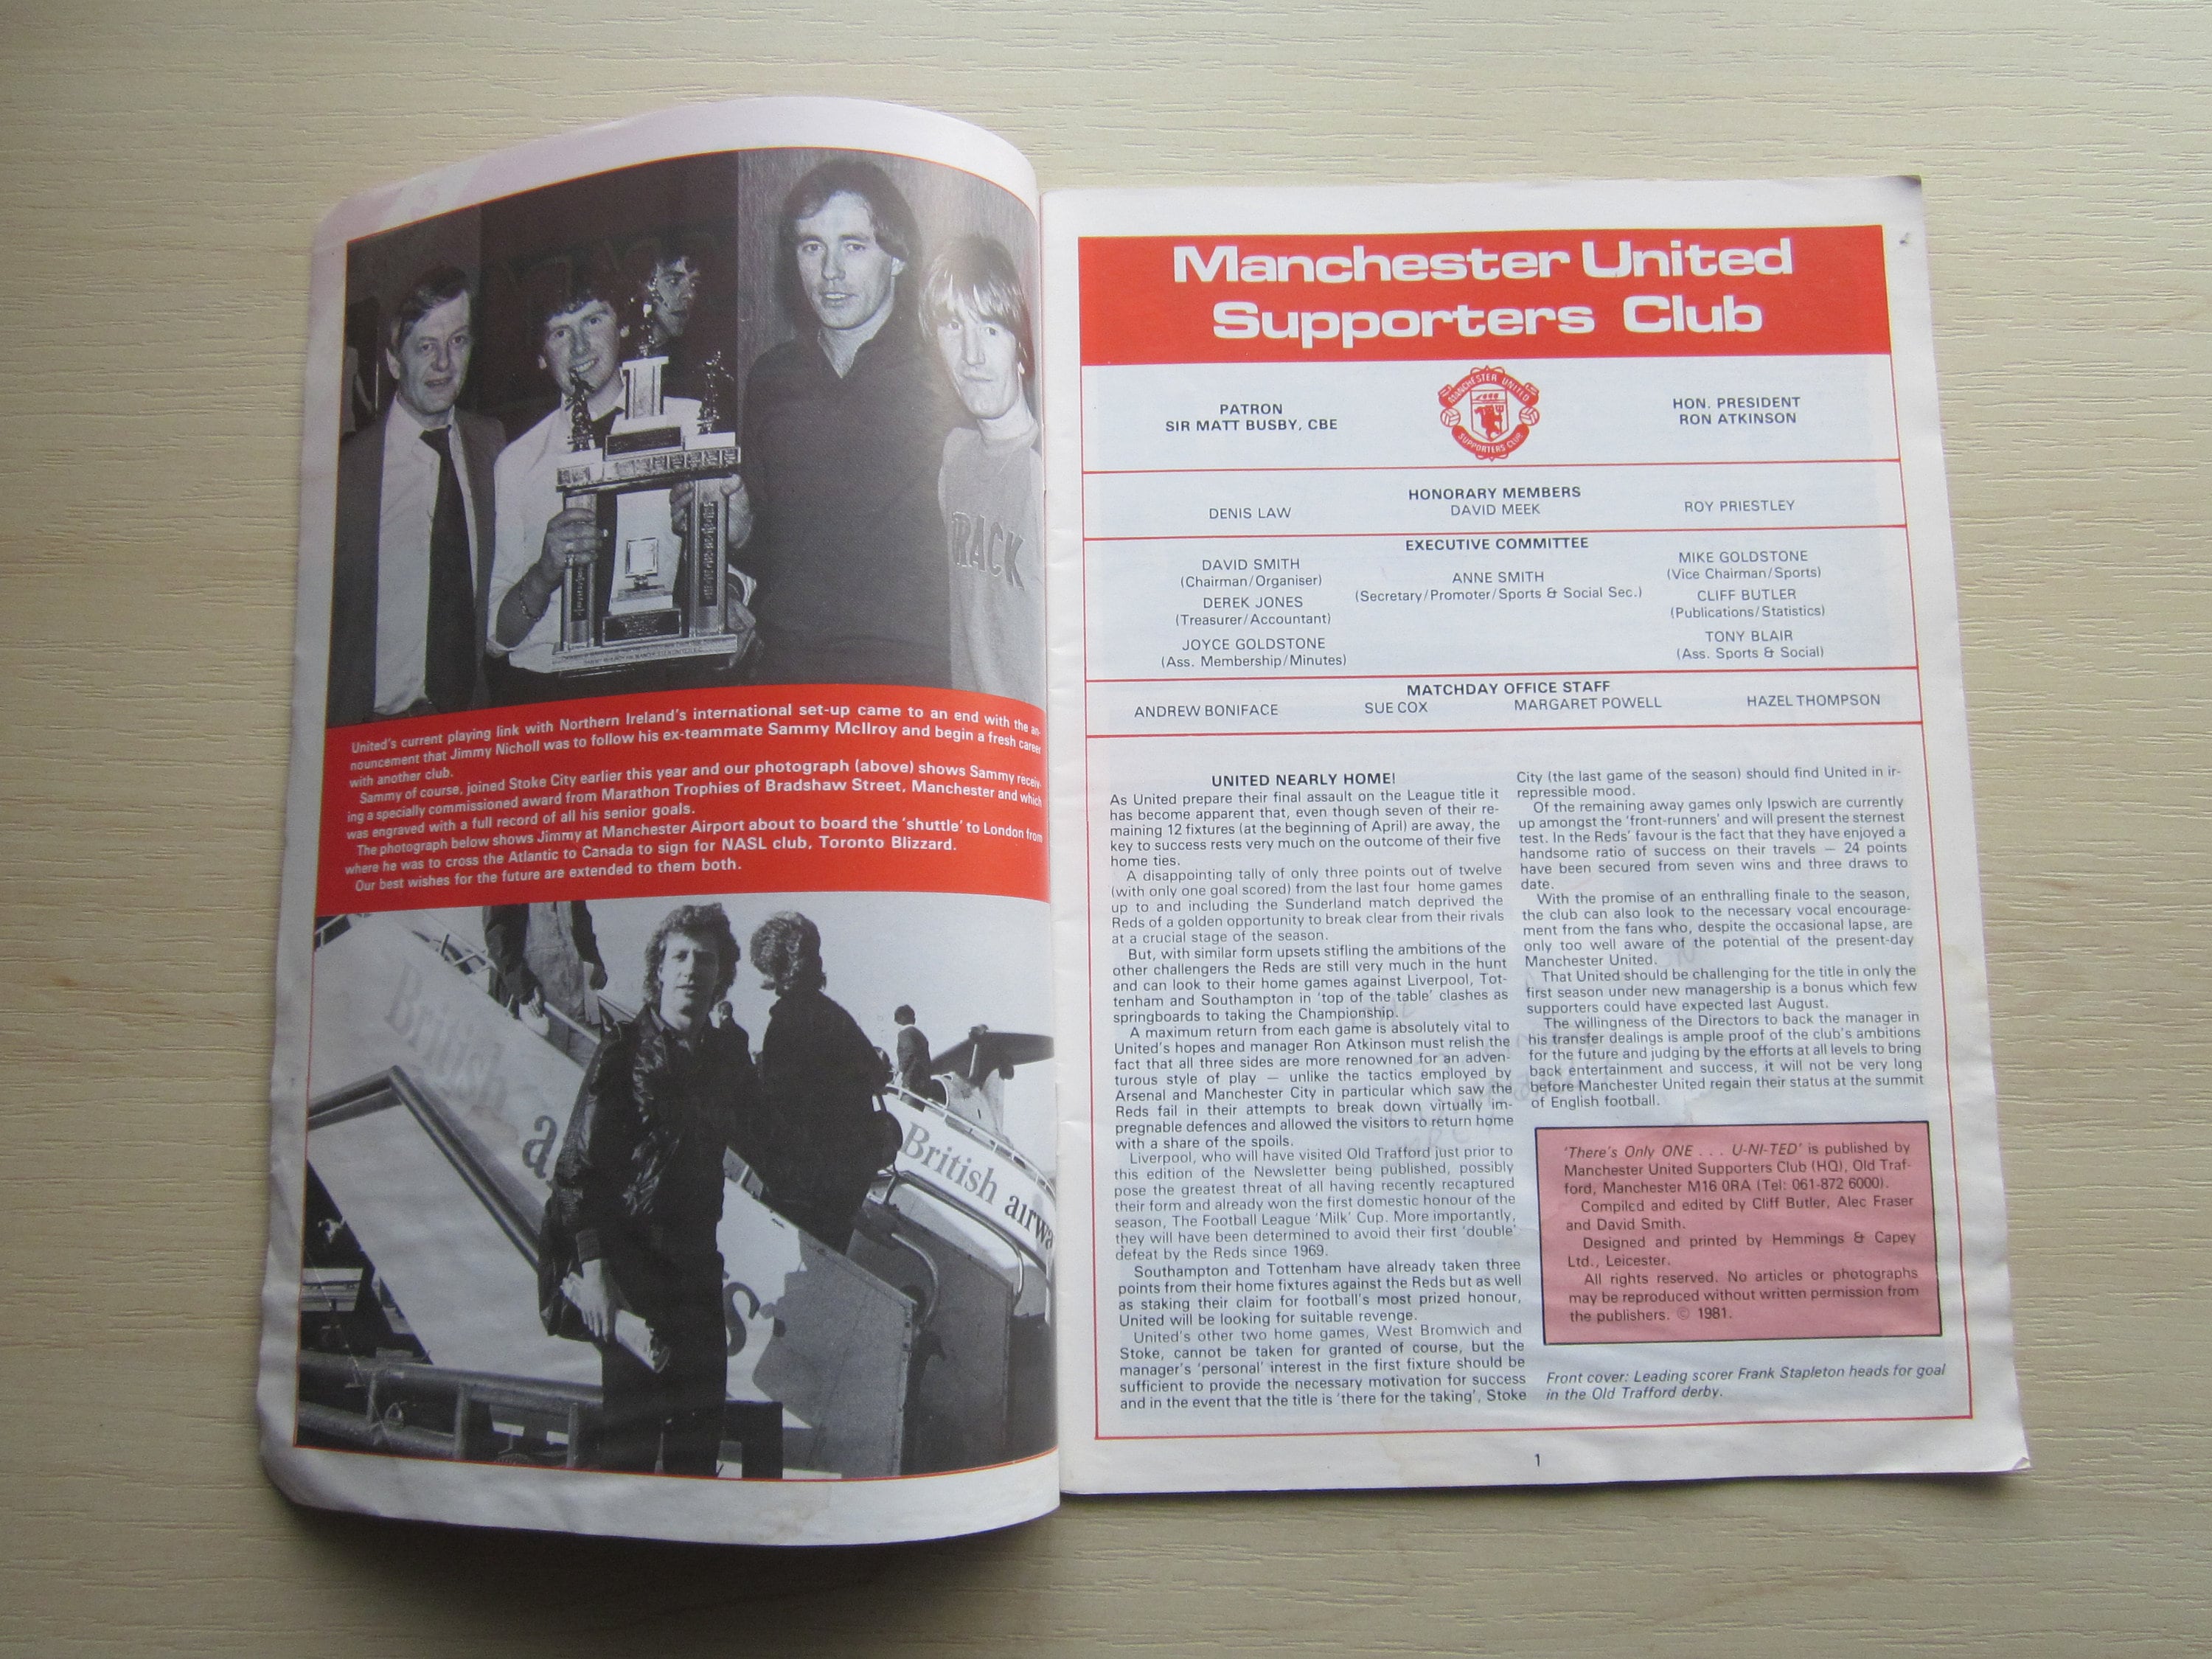 RACK
United's current playing link with Northern Ireland's international set-up came to an end with the an-
nouncement that Jimmy Nicholl was to follow his ex-teammate Sammy McIlroy and begin a fresh career
with another club.
Sammy of course, joined Stoke City earlier this year and our photograph (above) shows Sammy receiv-
ing a specially commissioned award from Marathon Trophies of Bradshaw Street, Manchester and which
was engraved with a full record of all his senior goals.
The photograph below shows Jimmy at Manchester Airport about to board the 'shuttle' to London from
where he was to cross the Atlantic to Canada to sign for NASL club, Toronto Blizzard.
Our best wishes for the future are extended to them both.
British
a
s
British airwa
Manchester United
Supporters Club
PATRON
SIR MATT BUSBY, CBE
MANCHESTER UNITED
SUPPORTERS CLUB
HON. PRESIDENT
RON ATKINSON
HONORARY MEMBERS
DENIS LAW DAVID MEEK ROY PRIESTLEY
EXECUTIVE COMMITTEE
DAVID SMITH
(Chairman/Organiser)
DEREK JONES
(Treasurer/Accountant)
JOYCE GOLDSTONE
(Ass. Membership/Minutes)
ANNE SMITH
(Secretary/Promoter/Sports & Social Sec.)
MIKE GOLDSTONE
(Vice Chairman/Sports)
CLIFF BUTLER
(Publications/Statistics)
TONY BLAIR
(Ass. Sports & Social)
MATCHDAY OFFICE STAFF
ANDREW BONIFACE SUE COX MARGARET POWELL HAZEL THOMPSON
UNITED NEARLY HOME!
As United prepare their final assault on the League title it
has become apparent that, even though seven of their re-
maining 12 fixtures (at the beginning of April) are away, the
key to success rests very much on the outcome of their five
home ties.
A disappointing tally of only three points out of twelve
(with only one goal scored) from the last four home games
up to and including the Sunderland match deprived the
Reds of a golden opportunity to break clear from their rivals
at a crucial stage of the season.
But, with similar form upsets stifling the ambitions of the
other challengers the Reds are still very much in the hunt
and can look to their home games against Liverpool, Tot-
tenham and Southampton in 'top of the table' clashes as
springboards to taking the Championship.
A maximum return from each game is absolutely vital to
United's hopes and manager Ron Atkinson must relish the
fact that all three sides are more renowned for an adven-
turous style of play — unlike the tactics employed by
Arsenal and Manchester City in particular which saw the
Reds fail in their attempts to break down virtually im-
pregnable defences and allowed the visitors to return home
with a share of the spoils.
Liverpool, who will have visited Old Trafford just prior to
this edition of the Newsletter being published, possibly
pose the greatest threat of all having recently recaptured
their form and already won the first domestic honour of the
season, The Football League 'Milk' Cup. More importantly,
they will have been determined to avoid their first 'double'
defeat by the Reds since 1969.
Southampton and Tottenham have already taken three
points from their home fixtures against the Reds but as well
as staking their claim for football's most prized honour,
United will be looking for suitable revenge.
United's other two home games, West Bromwich and
Stoke, cannot be taken for granted of course, but the
manager's 'personal' interest in the first fixture should be
sufficient to provide the necessary motivation for success
and in the event that the title is 'there for the taking', Stoke
City (the last game of the season) should find United in ir-
repressible mood.
Of the remaining away games only Ipswich are currently
up amongst the 'front-runners' and will present the sternest
test. In the Reds' favour is the fact that they have enjoyed a
handsome ratio of success on their travels — 24 points
have been secured from seven wins and three draws to
date.
With the promise of an enthralling finale to the season,
the club can also look to the necessary vocal encourage-
ment from the fans who, despite the occasional lapse, are
only too well aware of the potential of the present-day
Manchester United.
That United should be challenging for the title in only the
first season under new managership is a bonus which few
supporters could have expected last August.
The willingness of the Directors to back the manager in
his transfer dealings is ample proof of the club's ambitions
for the future and judging by the efforts at all levels to bring
back entertainment and success, it will not be very long
before Manchester United regain their status at the summit
of English football.
'There's Only ONE . . . U-NI-TED' is published by
Manchester United Supporters Club (HQ), Old Traf-
ford, Manchester M16 0RA (Tel: 061-872 6000).
Compiled and edited by Cliff Butler, Alec Fraser
and David Smith.
Designed and printed by Hemmings & Capey
Ltd., Leicester.
All rights reserved. No articles or photographs
may be reproduced without written permission from
the publishers. © 1981.
Front cover: Leading scorer Frank Stapleton heads for goal
in the Old Trafford derby.
1